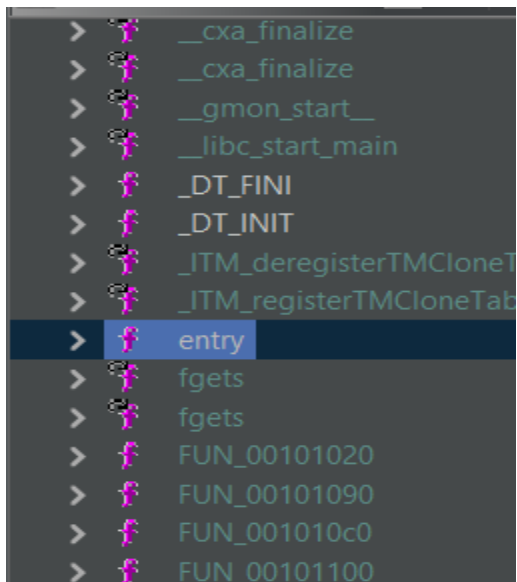 __cxa_finalize
__cxa_finalize
__gmon_start__
__libc_start_main
_DT_FINI
_DT_INIT
_ITM_deregisterTMCloneT
_ITM_registerTMCloneTab
entry
fgets
fgets
FUN_00101020
FUN_00101090
FUN_001010c0
FUN_00101100